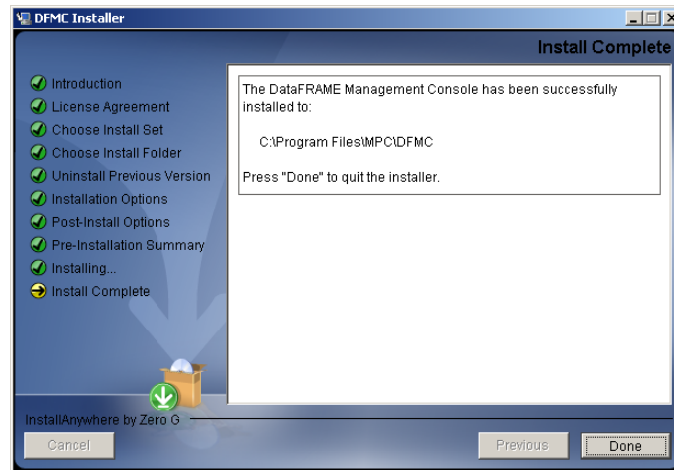 DFMC Installer
Install Complete
Introduction
License Agreement
Choose Install Set
Choose Install Folder
Uninstall Previous Version
Installation Options
Post-Install Options
Pre-Installation Summary
Installing...
Install Complete
The DataFRAME Management Console has been successfully
installed to:
C:\Program Files\MPC\DFMC
Press "Done" to quit the installer.
InstallAnywhere by Zero G
Cancel
Previous
Done